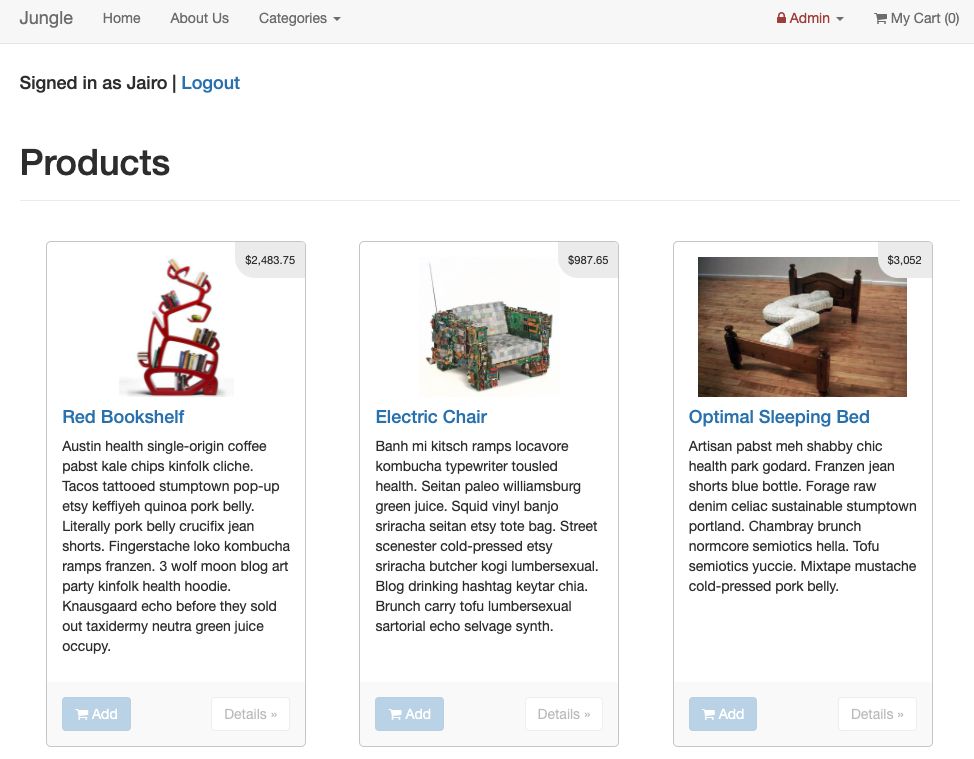 Jungle Home About Us Categories Admin My Cart (0)
Signed in as Jairo | Logout
Products
$2,483.75
Red Bookshelf
Austin health single-origin coffee
pabst kale chips kinfolk cliche.
Tacos tattooed stumptown pop-up
etsy keffiyeh quinoa pork belly.
Literally pork belly crucifix jean
shorts. Fingerstache loko kombucha
ramps franzen. 3 wolf moon blog art
party kinfolk health hoodie.
Knausgaard echo before they sold
out taxidermy neutra green juice
occupy.
Add Details »
$987.65
Electric Chair
Banh mi kitsch ramps locavore
kombucha typewriter tousled
health. Seitan paleo williamsburg
green juice. Squid vinyl banjo
sriracha seitan etsy tote bag. Street
scenester cold-pressed etsy
sriracha butcher kogi lumbersexual.
Blog drinking hashtag keytar chia.
Brunch carry tofu lumbersexual
sartorial echo selvage synth.
Add Details »
$3,052
Optimal Sleeping Bed
Artisan pabst meh shabby chic
health park godard. Franzen jean
shorts blue bottle. Forage raw
denim celiac sustainable stumptown
portland. Chambray brunch
normcore semiotics hella. Tofu
semiotics yuccie. Mixtape mustache
cold-pressed pork belly.
Add Details »